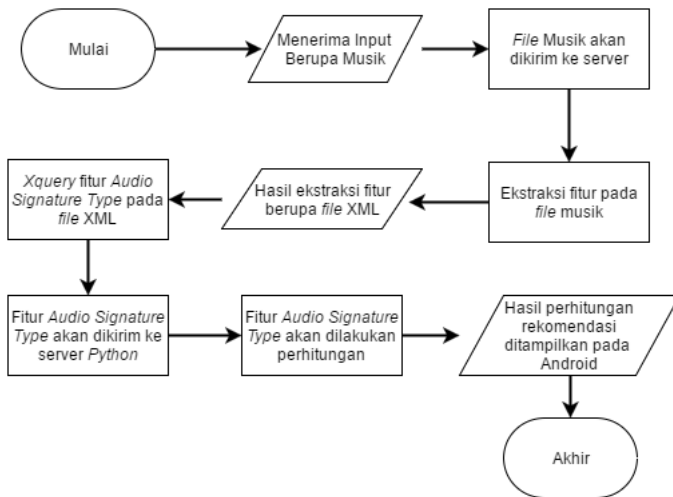 Mulai
Menerima Input
Berupa Musik
File Musik akan
dikirim ke server
Ekstraksi fitur pada
file musik
Hasil ekstraksi fitur
berupa file XML
Xquery fitur Audio
Signature Type pada
file XML
Fitur Audio Signature
Type akan dikirim ke
server Python
Fitur Audio Signature
Type akan dilakukan
perhitungan
Hasil perhitungan
rekomendasi
ditampilkan pada
Android
Akhir